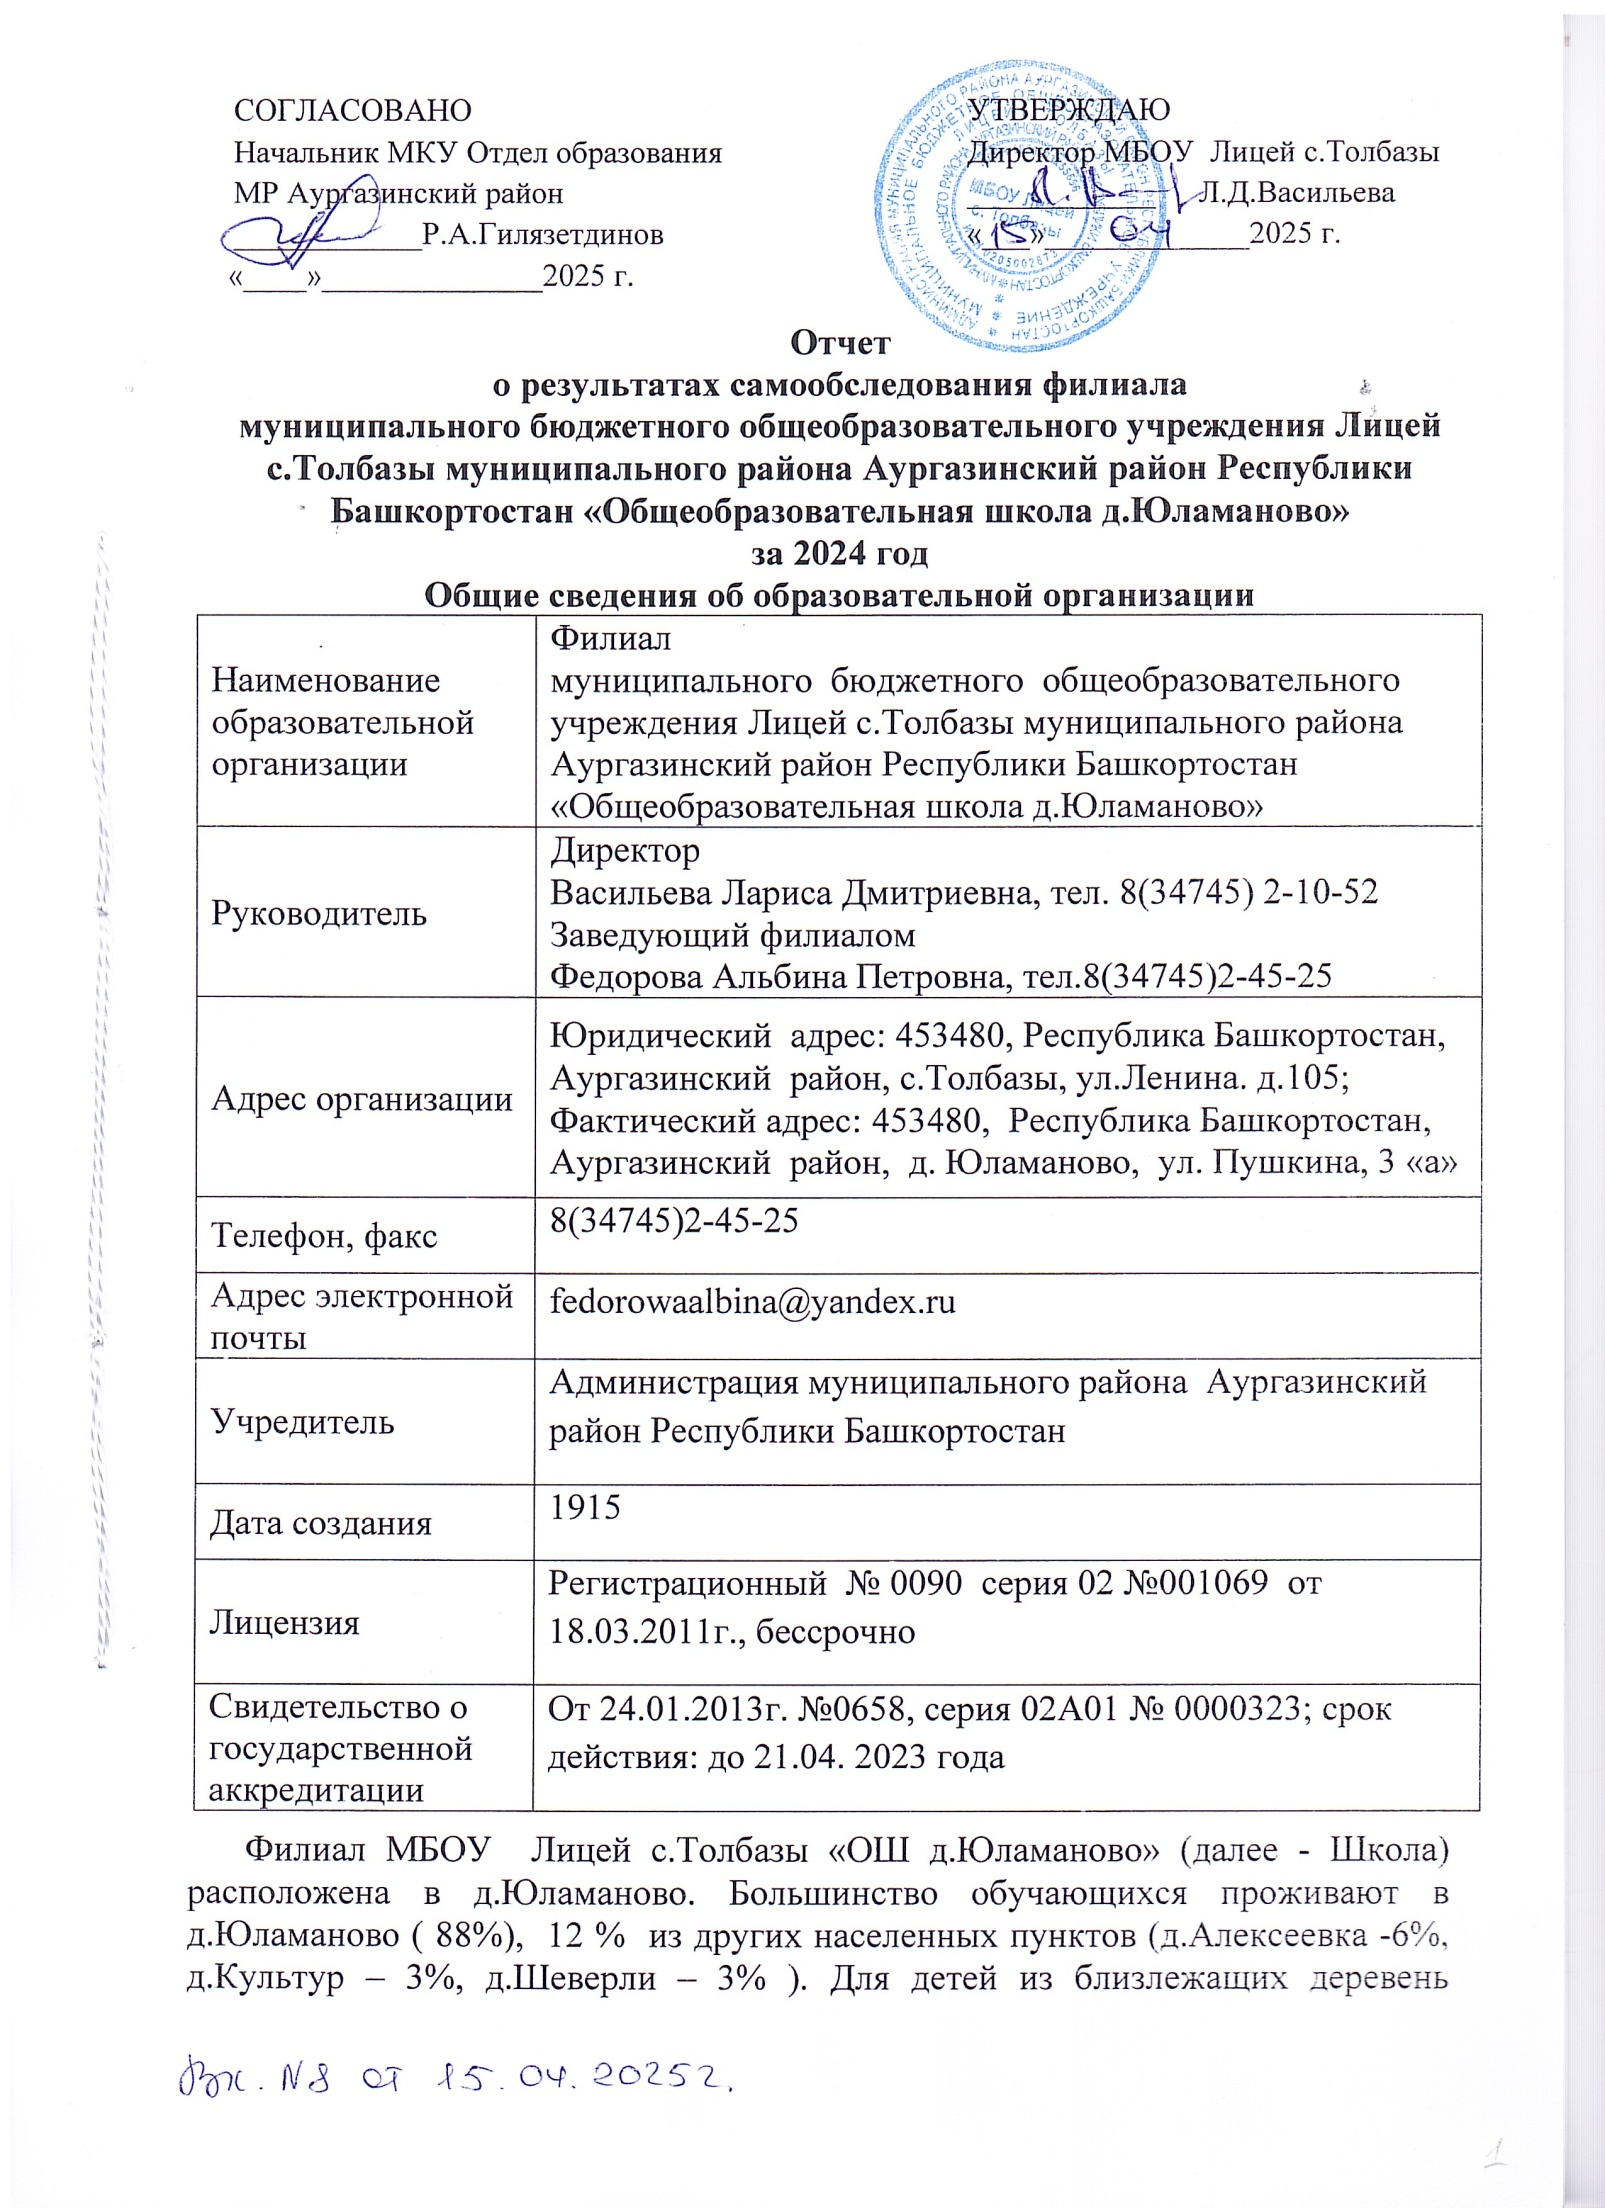 СОГЛАСОВАНО
Начальник МКУ Отдел образования
МР Аургазинский район
____________Р.А.Гилязетдинов
«____»______________2025 г.
УТВЕРЖДАЮ
Директор МБОУ Лицей с.Толбазы
____________Л.Д.Васильева
«15» 04 2025 г.
МБОУ Лицей
с. Толбазы
Отчет
о результатах самообследования филиала
муниципального бюджетного общеобразовательного учреждения Лицей
с.Толбазы муниципального района Аургазинский район Республики
Башкортостан «Общеобразовательная школа д.Юламаново»
за 2024 год
Общие сведения об образовательной организации
Наименование
образовательной
организации
Филиал
муниципального бюджетного общеобразовательного
учреждения Лицей с.Толбазы муниципального района
Аургазинский район Республики Башкортостан
«Общеобразовательная школа д.Юламаново»
Руководитель
Директор
Васильева Лариса Дмитриевна, тел. 8(34745) 2-10-52
Заведующий филиалом
Федорова Альбина Петровна, тел.8(34745)2-45-25
Адрес организации
Юридический адрес: 453480, Республика Башкортостан,
Аургазинский район, с.Толбазы, ул.Ленина. д.105;
Фактический адрес: 453480, Республика Башкортостан,
Аургазинский район, д. Юламаново, ул. Пушкина, 3 «а»
Телефон, факс
8(34745)2-45-25
Адрес электронной
почты
fedorowaalbina@yandex.ru
Учредитель
Администрация муниципального района Аургазинский
район Республики Башкортостан
Дата создания
1915
Лицензия
Регистрационный № 0090 серия 02 №001069 от
18.03.2011г., бессрочно
Свидетельство о
государственной
аккредитации
От 24.01.2013г. №0658, серия 02А01 № 0000323; срок
действия: до 21.04. 2023 года
Филиал МБОУ Лицей с.Толбазы «ОШ д.Юламаново» (далее - Школа)
расположена в д.Юламаново. Большинство обучающихся проживают в
д.Юламаново ( 88%), 12 % из других населенных пунктов (д.Алексеевка -6%,
д.Культур – 3%, д.Шеверли – 3% ). Для детей из близлежащих деревень
Вх. N8 от 15.04.2025г.
1